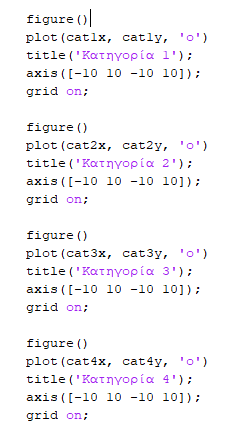 figure()
plot(cat1x, cat1y, 'o')
title('Κατηγορία 1');
axis([-10 10 -10 10]);
grid on;
figure()
plot(cat2x, cat2y, 'o')
title('Κατηγορία 2');
axis([-10 10 -10 10]);
grid on;
figure()
plot(cat3x, cat3y, 'o')
title('Κατηγορία 3');
axis([-10 10 -10 10]);
grid on;
figure()
plot(cat4x, cat4y, 'o')
title('Κατηγορία 4');
axis([-10 10 -10 10]);
grid on;